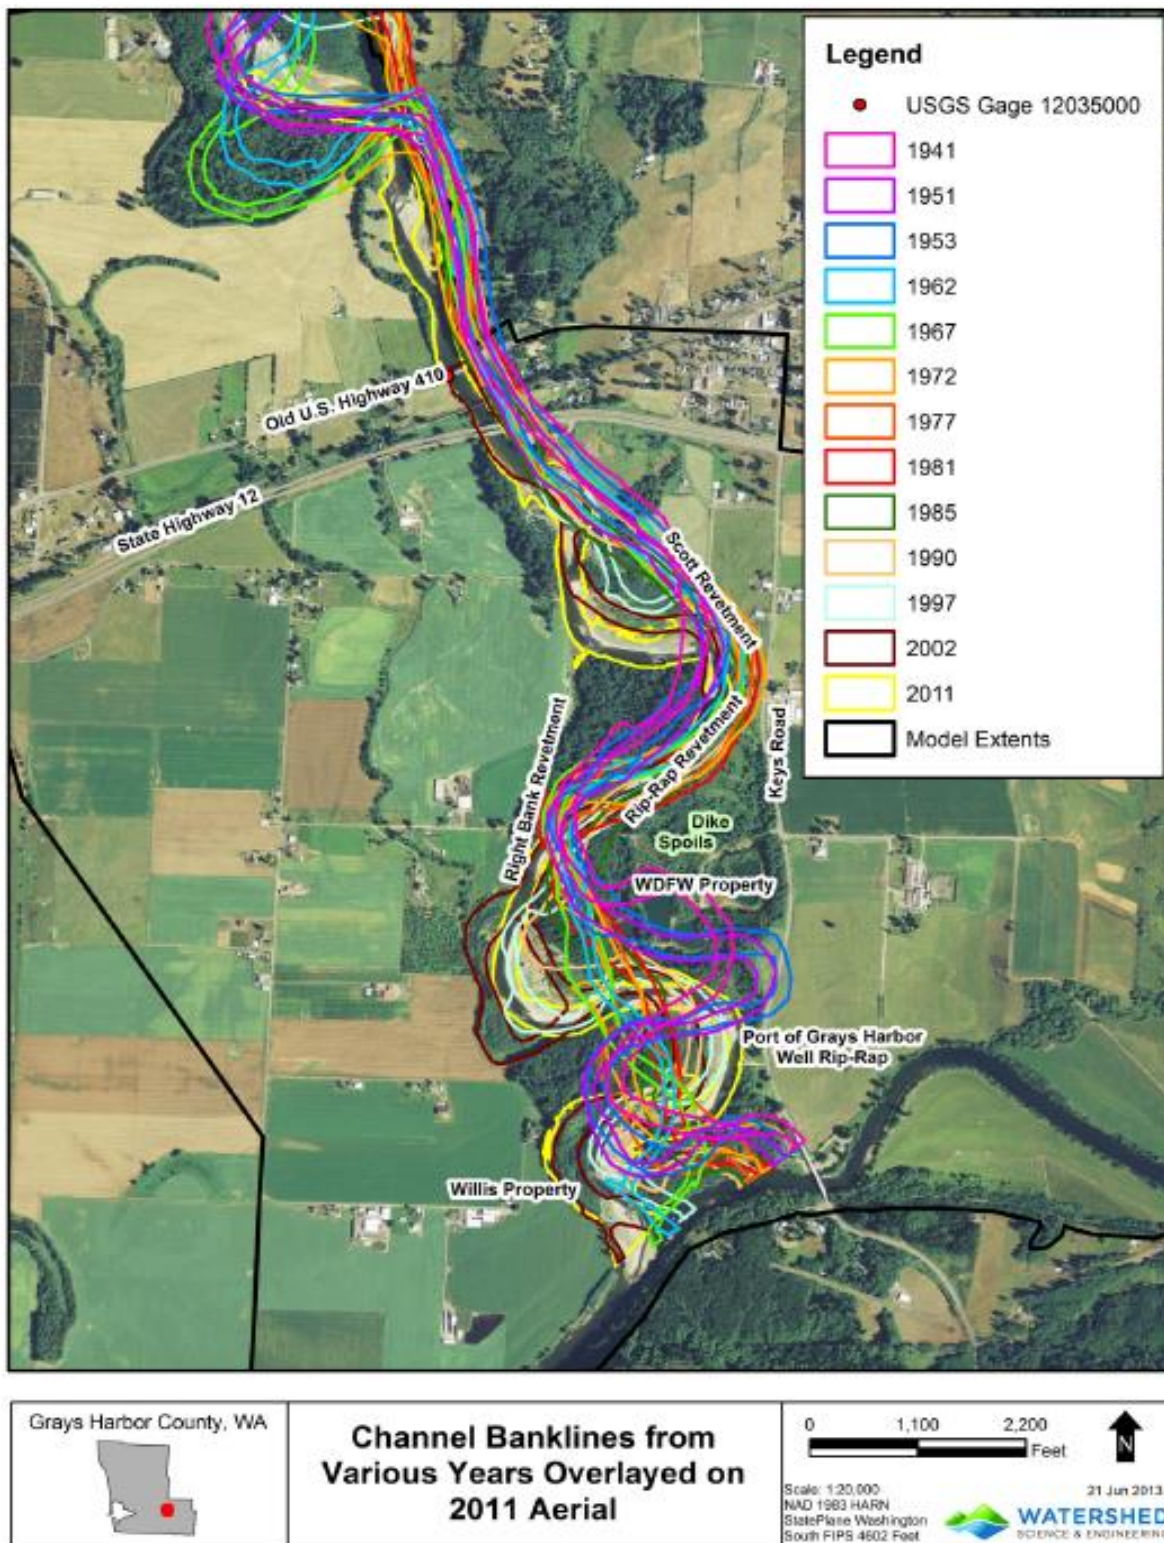 Legend
USGS Gage 12035000
1941
1951
1953
1962
1967
1972
1977
1981
1985
1990
1997
2002
2011
Model Extents
Old U.S. Highway 410
State Highway 12
Scott Revetment
Right Bank Revetment
Rip-Rap Revetment
Keys Road
Dike
Spoils
WDFW Property
Port of Grays Harbor
Well Rip-Rap
Willis Property
Grays Harbor County, WA
Channel Banklines from
Various Years Overlayed on
2011 Aerial
0 1,100 2,200
Feet
N
Scale: 1:20,000
NAD 1983 HARN
StatePlane Washington
South FIPS 4602 Feet
21 Jun 2013
WATERSHED
SCIENCE & ENGINEERING